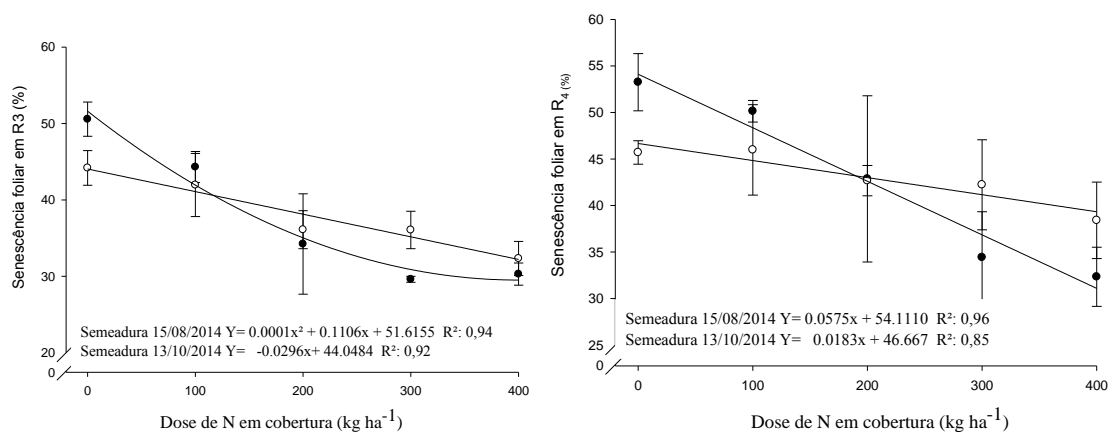 Senescência foliar em R3 (%)
60
50
40
30
20
0
Semeadura 15/08/2014 Y= 0.0001x² + 0.1106x + 51.6155 R²: 0,94
Semeadura 13/10/2014 Y= -0.0296x+ 44.0484 R²: 0,92
0 100 200 300 400
Dose de N em cobertura (kg ha⁻¹)
Senescência foliar em R₄ (%)
60
55
50
45
40
35
30
25
0
Semeadura 15/08/2014 Y= 0.0575x + 54.1110 R²: 0,96
Semeadura 13/10/2014 Y= 0.0183x + 46.667 R²: 0,85
0 100 200 300 400
Dose de N em cobertura (kg ha⁻¹)